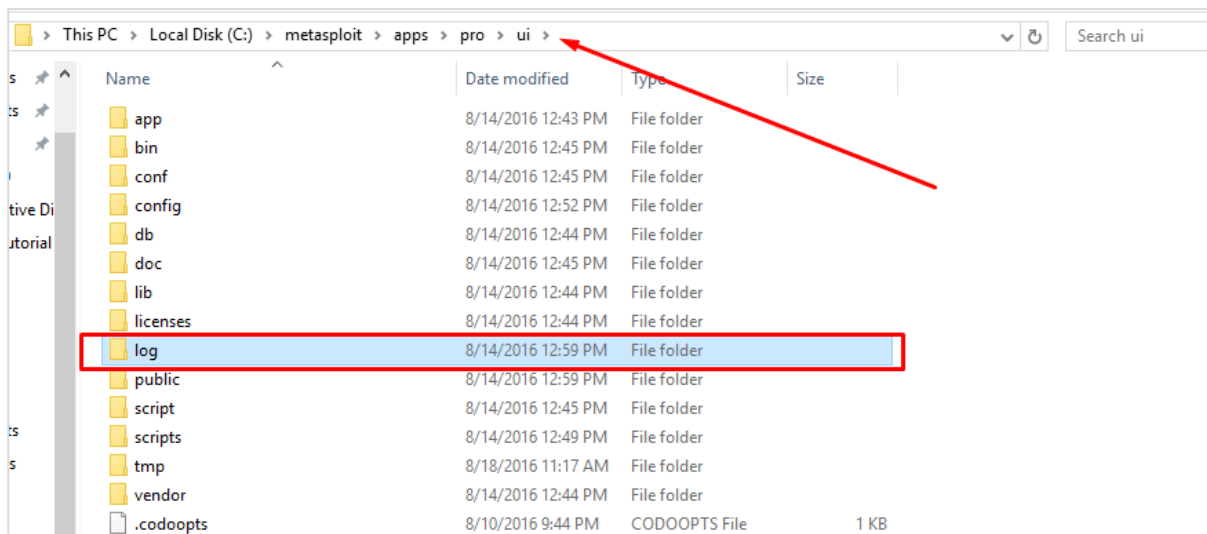 This PC > Local Disk (C:) > metasploit > apps > pro > ui > Search ui
Name Date modified Type Size
app 8/14/2016 12:43 PM File folder
bin 8/14/2016 12:45 PM File folder
conf 8/14/2016 12:45 PM File folder
config 8/14/2016 12:52 PM File folder
tive Di
db 8/14/2016 12:44 PM File folder
utorial
doc 8/14/2016 12:45 PM File folder
lib 8/14/2016 12:44 PM File folder
licenses 8/14/2016 12:44 PM File folder
log 8/14/2016 12:59 PM File folder
public 8/14/2016 12:59 PM File folder
script 8/14/2016 12:45 PM File folder
scripts 8/14/2016 12:49 PM File folder
tmp 8/18/2016 11:17 AM File folder
vendor 8/14/2016 12:44 PM File folder
.codoopts 8/10/2016 9:44 PM CODOOPTS File 1 KB